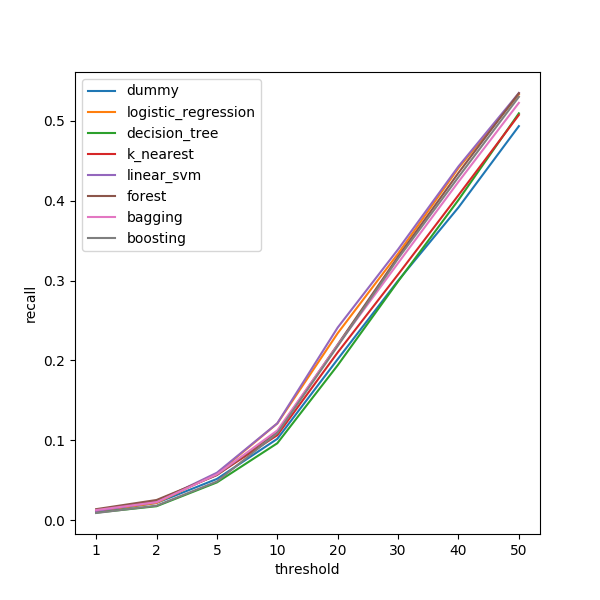 dummy
logistic_regression
decision_tree
k_nearest
linear_svm
forest
bagging
boosting
0.5
0.4
0.3
0.2
0.1
0.0
recall
1 2 5 10 20 30 40 50
threshold